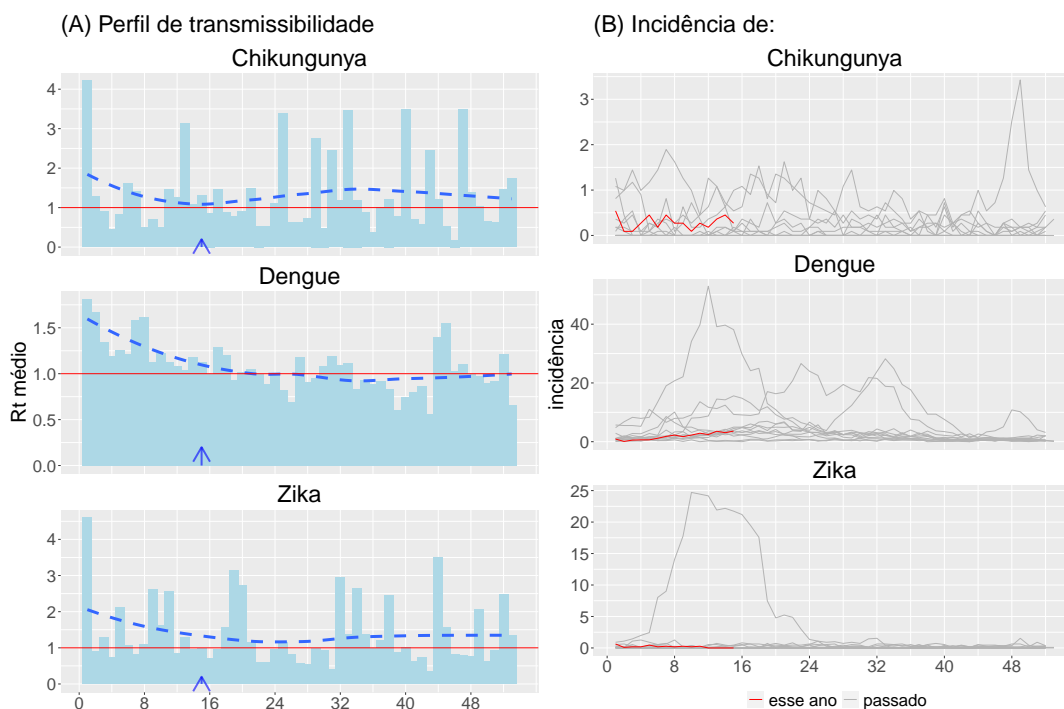 (A) Perfil de transmissibilidade
Chikungunya
4
3
2
1
0
Dengue
1.5
1.0
0.5
0.0
Zika
4
3
2
1
0
0 8 16 24 32 40 48
Rt médio
(B) Incidência de:
Chikungunya
3
2
1
0
Dengue
40
20
0
Zika
25
20
15
10
5
0
0 8 16 24 32 40 48
incidência
esse ano passado